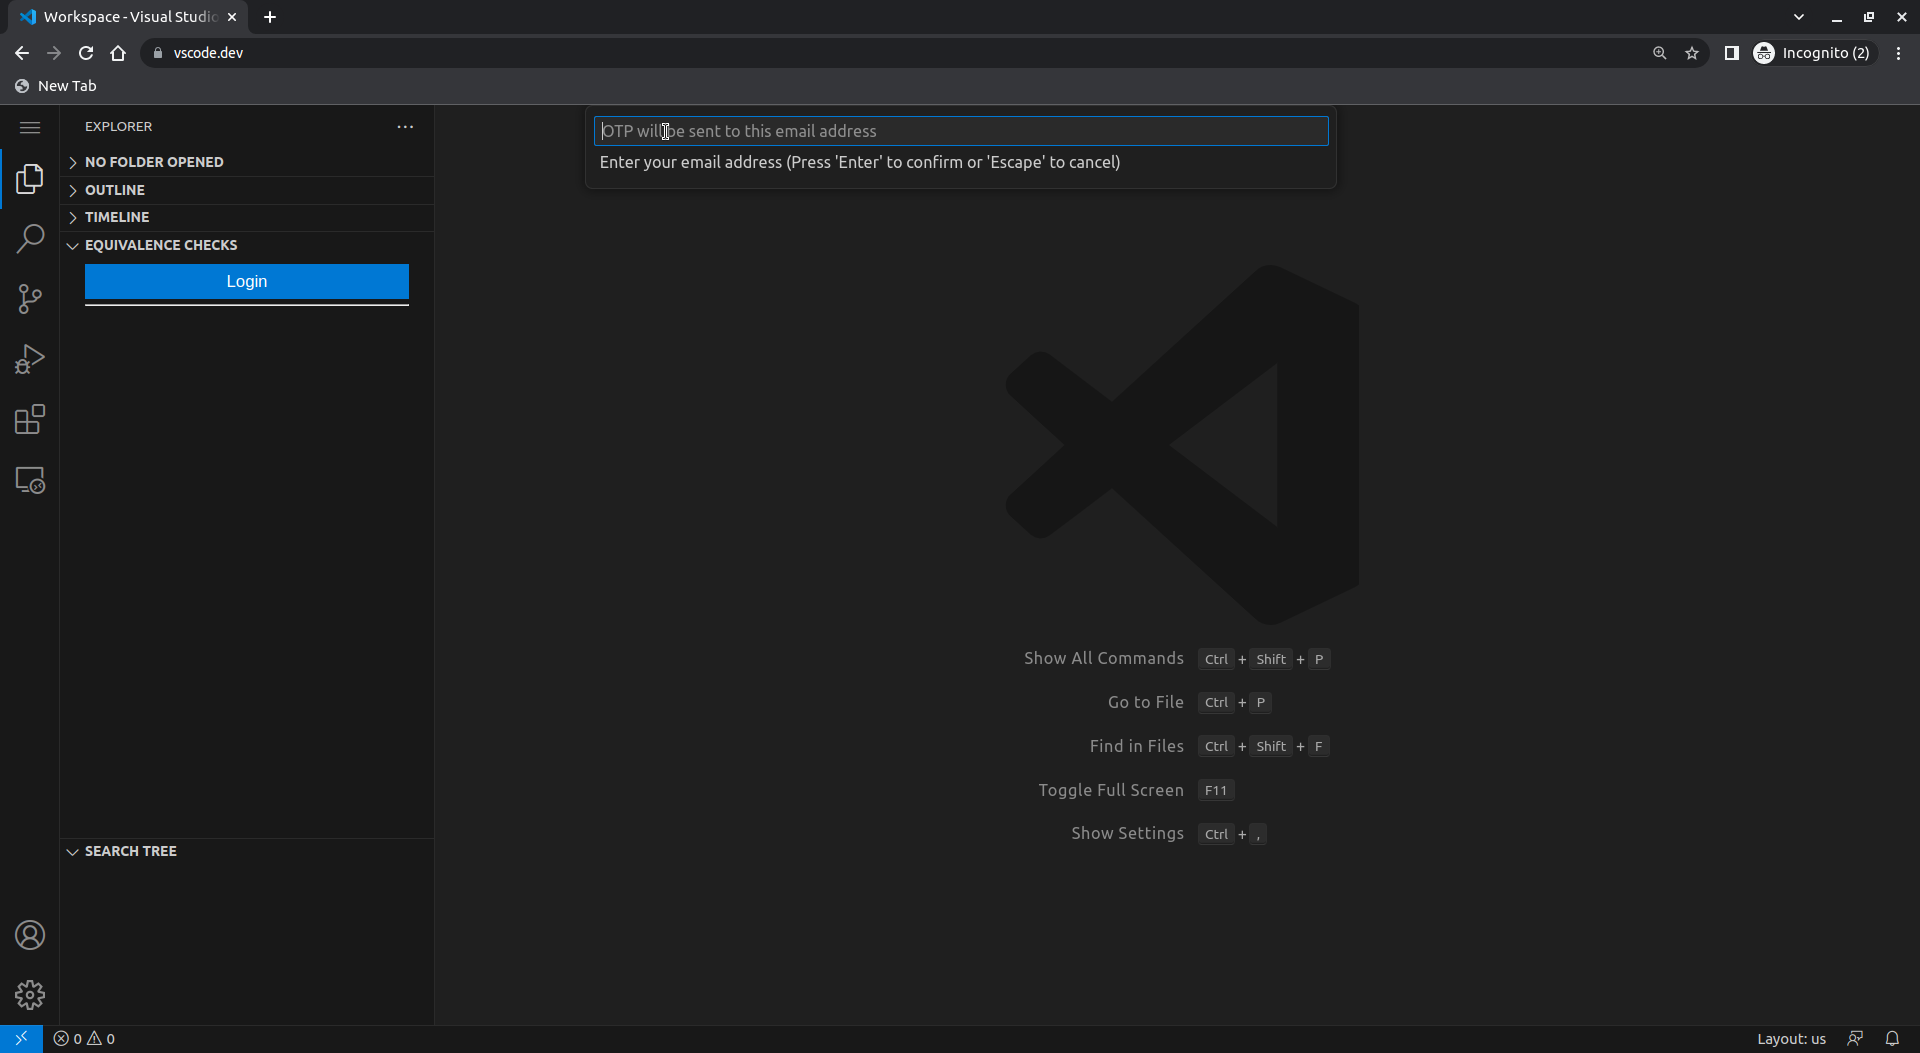 Workspace - Visual Studio
vscode.dev
Incognito (2)
New Tab
EXPLORER
NO FOLDER OPENED
OUTLINE
TIMELINE
EQUIVALENCE CHECKS
Login
SEARCH TREE
OTP will be sent to this email address
Enter your email address (Press 'Enter' to confirm or 'Escape' to cancel)
Show All Commands Ctrl + Shift + P
Go to File Ctrl + P
Find in Files Ctrl + Shift + F
Toggle Full Screen F11
Show Settings Ctrl + ,
0 0
Layout: us